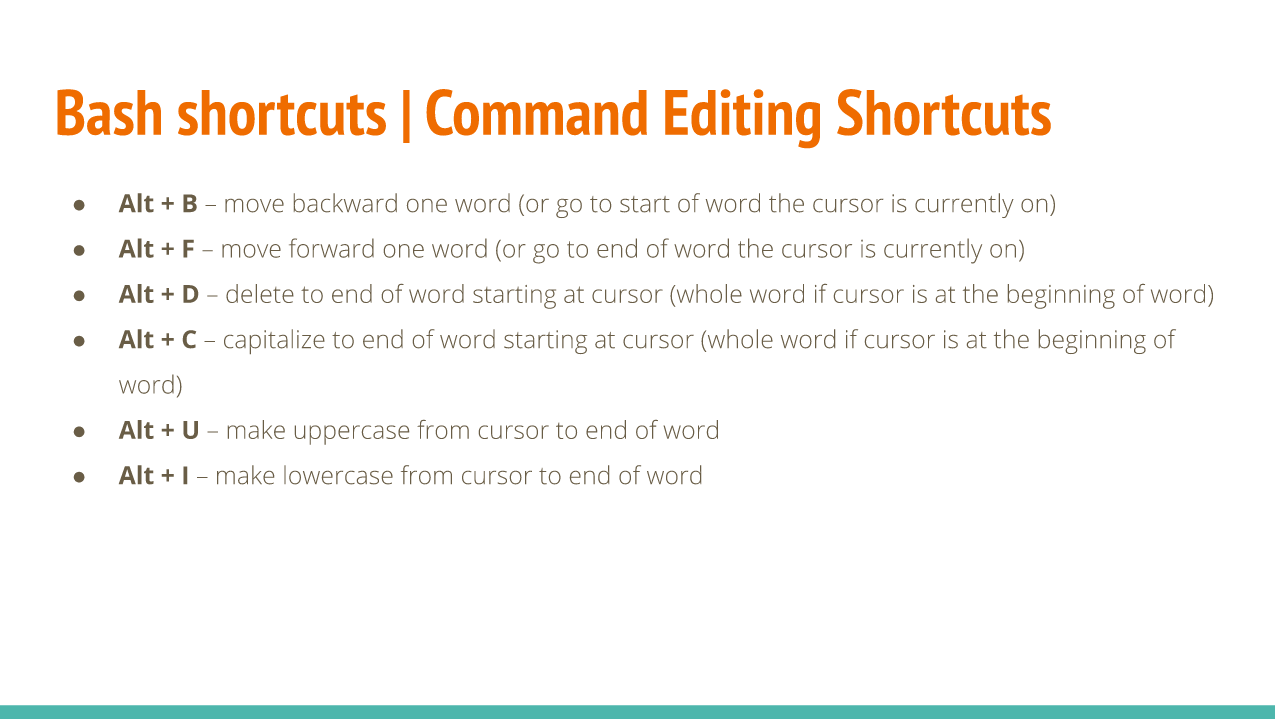 Bash shortcuts | Command Editing Shortcuts
● Alt + B – move backward one word (or go to start of word the cursor is currently on)
● Alt + F – move forward one word (or go to end of word the cursor is currently on)
● Alt + D – delete to end of word starting at cursor (whole word if cursor is at the beginning of word)
● Alt + C – capitalize to end of word starting at cursor (whole word if cursor is at the beginning of
word)
● Alt + U – make uppercase from cursor to end of word
● Alt + I – make lowercase from cursor to end of word